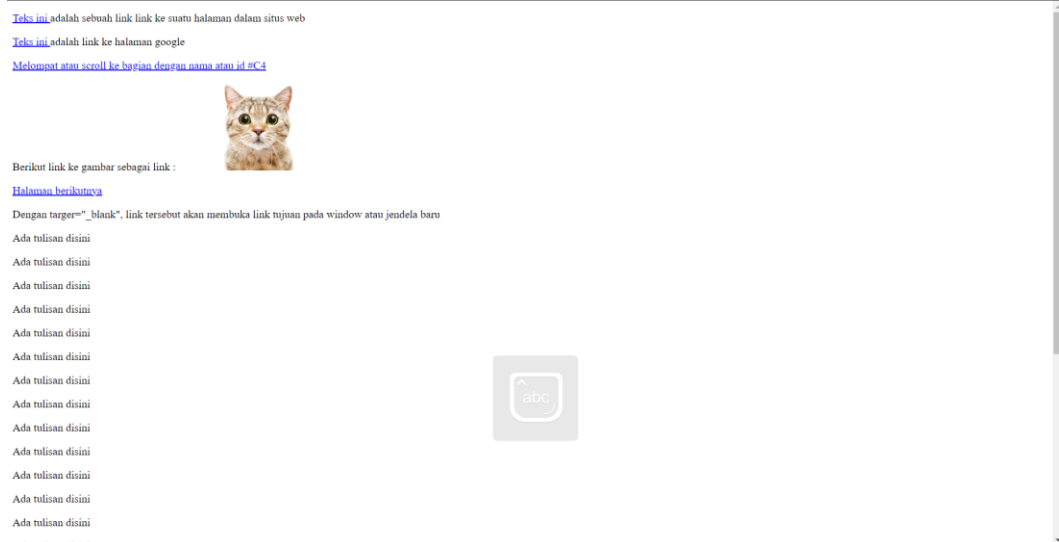 Teks ini adalah sebuah link link ke suatu halaman dalam situs web
Teks ini adalah link ke halaman google
Melompat atau scroll ke bagian dengan nama atau id #C4
Berikut link ke gambar sebagai link :
Halaman berikutnya
Dengan targer="_blank", link tersebut akan membuka link tujuan pada window atau jendela baru
Ada tulisan disini
Ada tulisan disini
Ada tulisan disini
Ada tulisan disini
Ada tulisan disini
Ada tulisan disini
Ada tulisan disini
abc
Ada tulisan disini
Ada tulisan disini
Ada tulisan disini
Ada tulisan disini
Ada tulisan disini
Ada tulisan disini